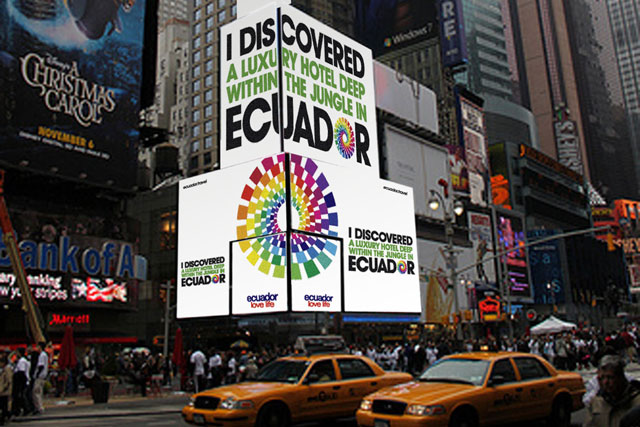 Disney's
A CHRISTMAS
CAROL
NOVEMBER 6
I DISCOVERED
A LUXURY HOTEL DEEP
WITHIN THE JUNGLE IN
ECUADOR
Windows 7
ecuador.travel
ecuador.travel
I DISCOVERED
A LUXURY HOTEL DEEP
WITHIN THE JUNGLE IN
ECUADOR
I DISCOVERED
A LUXURY HOTEL DEEP
WITHIN THE JUNGLE IN
ECUADOR
ecuador
love life
ecuador
love life
Bank of Am
Marriott